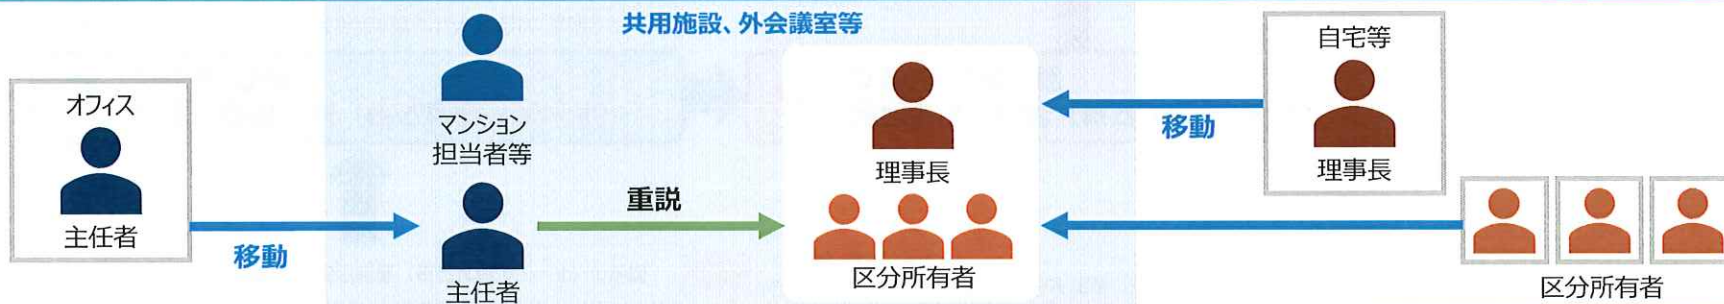 共用施設、外会議室等
オフィス
主任者
移動
マンション
担当者等
主任者
重説
理事長
区分所有者
移動
自宅等
理事長
区分所有者